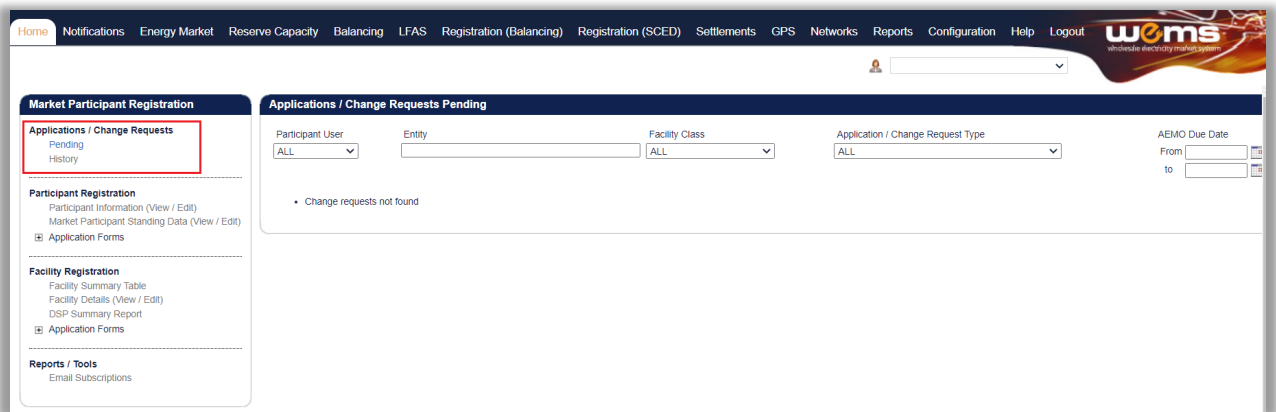 Home Notifications Energy Market Reserve Capacity Balancing LFAS Registration (Balancing) Registration (SCED) Settlements GPS Networks Reports Configuration Help Logout
wems
wholesale electricity market system
Market Participant Registration
Applications / Change Requests
Pending
History
Participant Registration
Participant Information (View / Edit)
Market Participant Standing Data (View / Edit)
Application Forms
Facility Registration
Facility Summary Table
Facility Details (View / Edit)
DSP Summary Report
Application Forms
Reports / Tools
Email Subscriptions
Applications / Change Requests Pending
Participant User Entity Facility Class Application / Change Request Type AEMO Due Date
ALL ALL ALL From
to
• Change requests not found